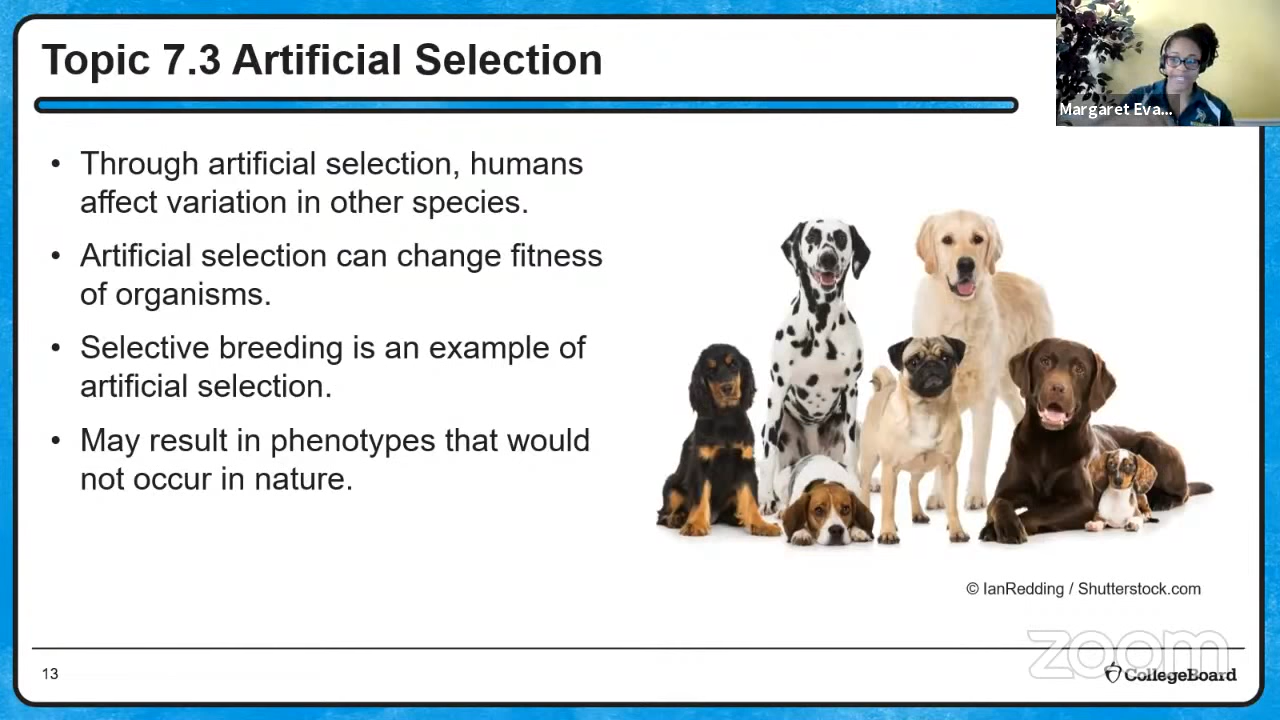 Topic 7.3 Artificial Selection
Margaret Eva...
• Through artificial selection, humans
affect variation in other species.
• Artificial selection can change fitness
of organisms.
• Selective breeding is an example of
artificial selection.
• May result in phenotypes that would
not occur in nature.
© IanRedding / Shutterstock.com
zoom
13
CollegeBoard